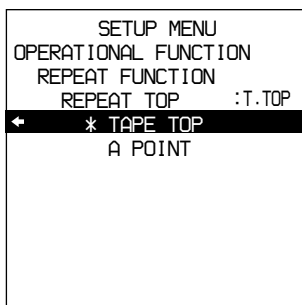 SETUP MENU
OPERATIONAL FUNCTION
REPEAT FUNCTION
REPEAT TOP :T.TOP
← * TAPE TOP
A POINT